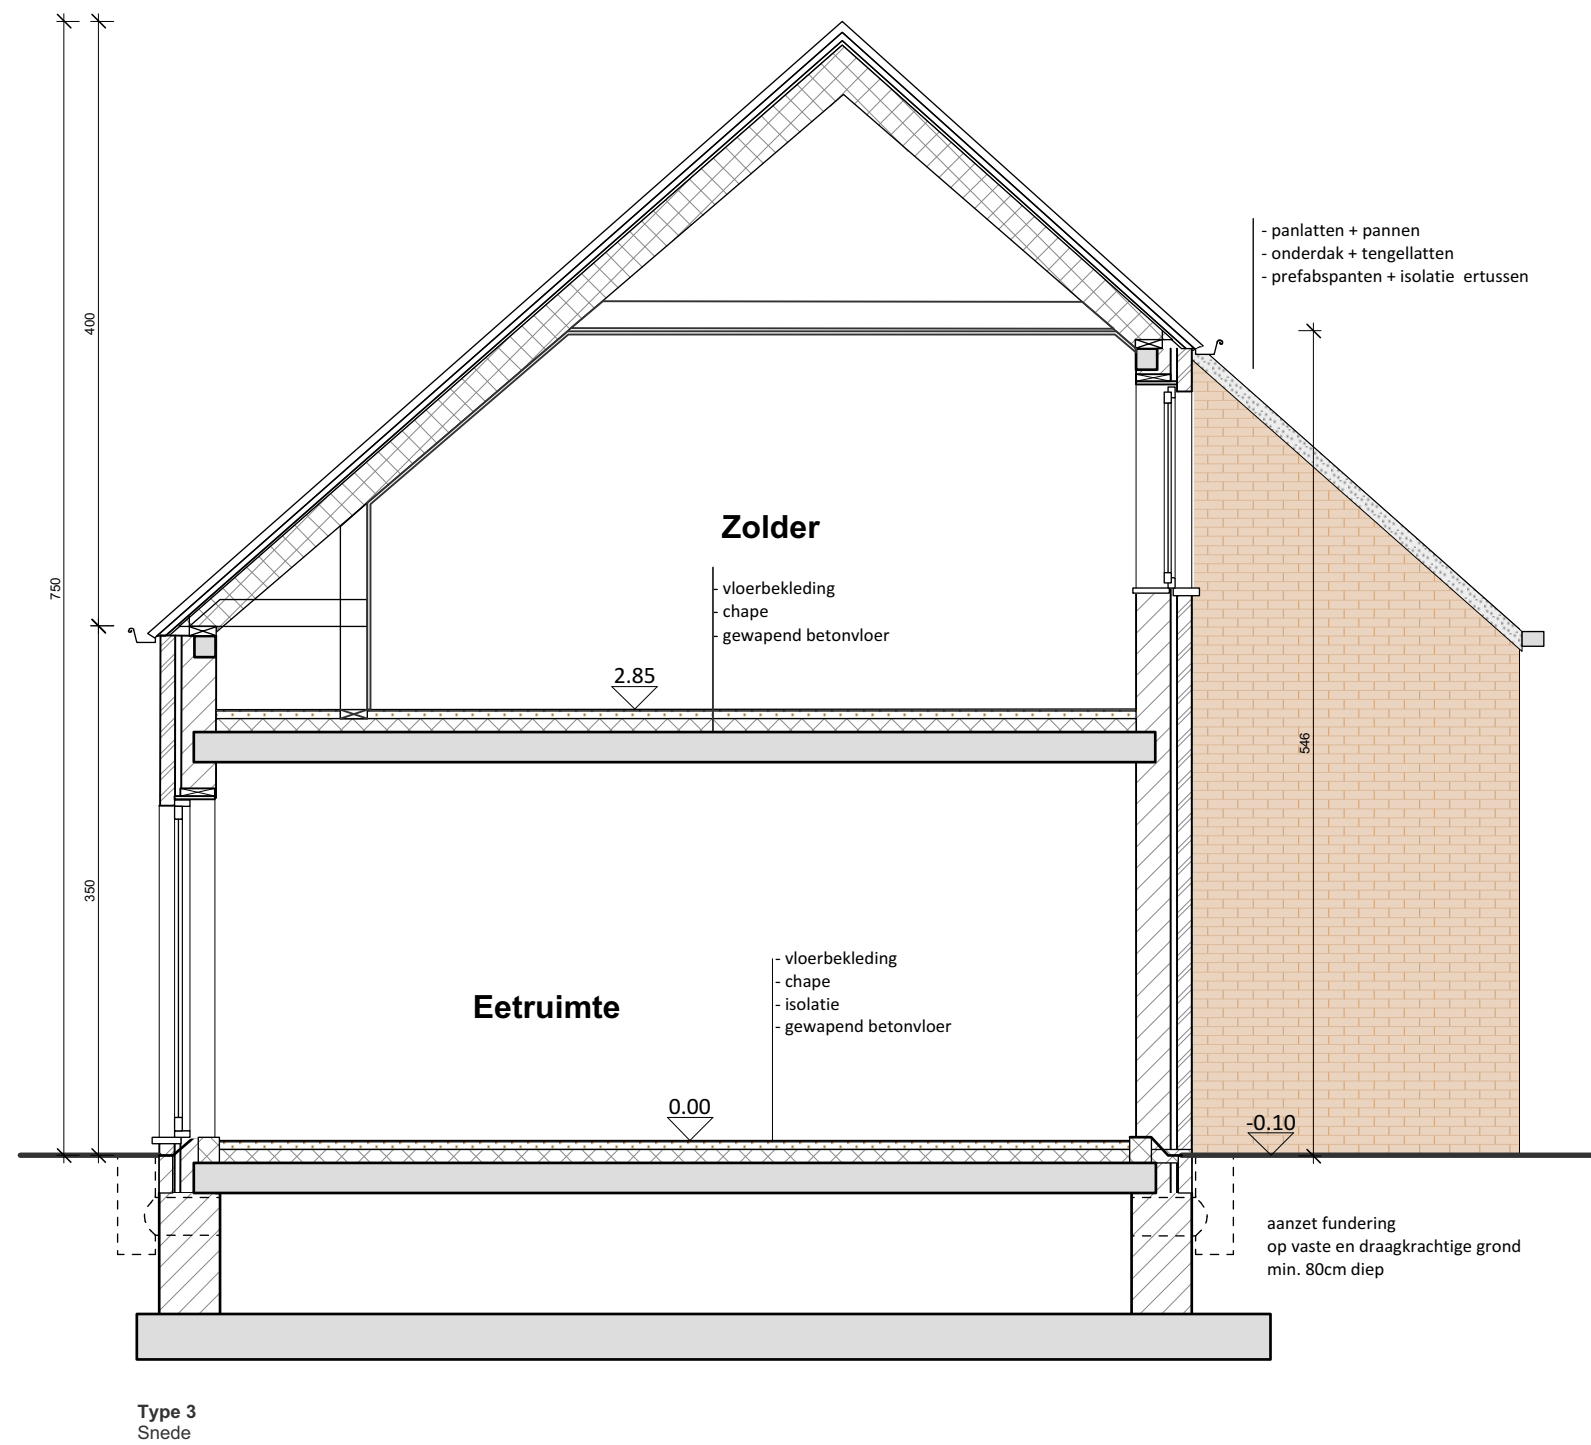 - panlatten + pannen
- onderdak + tengellatten
- prefabspanten + isolatie ertussen
400
750
546
350
Zolder
- vloerbekleding
- chape
- gewapend betonvloer
2.85
- vloerbekleding
- chape
- isolatie
- gewapend betonvloer
Eetruimte
0.00
-0.10
aanzet fundering
op vaste en draagkrachtige grond
min. 80cm diep
Type 3
Snede